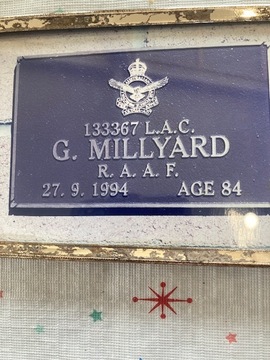 133367 L.A.C.
G. MILLYARD
R. A. A. F.
27. 9. 1994 AGE 84